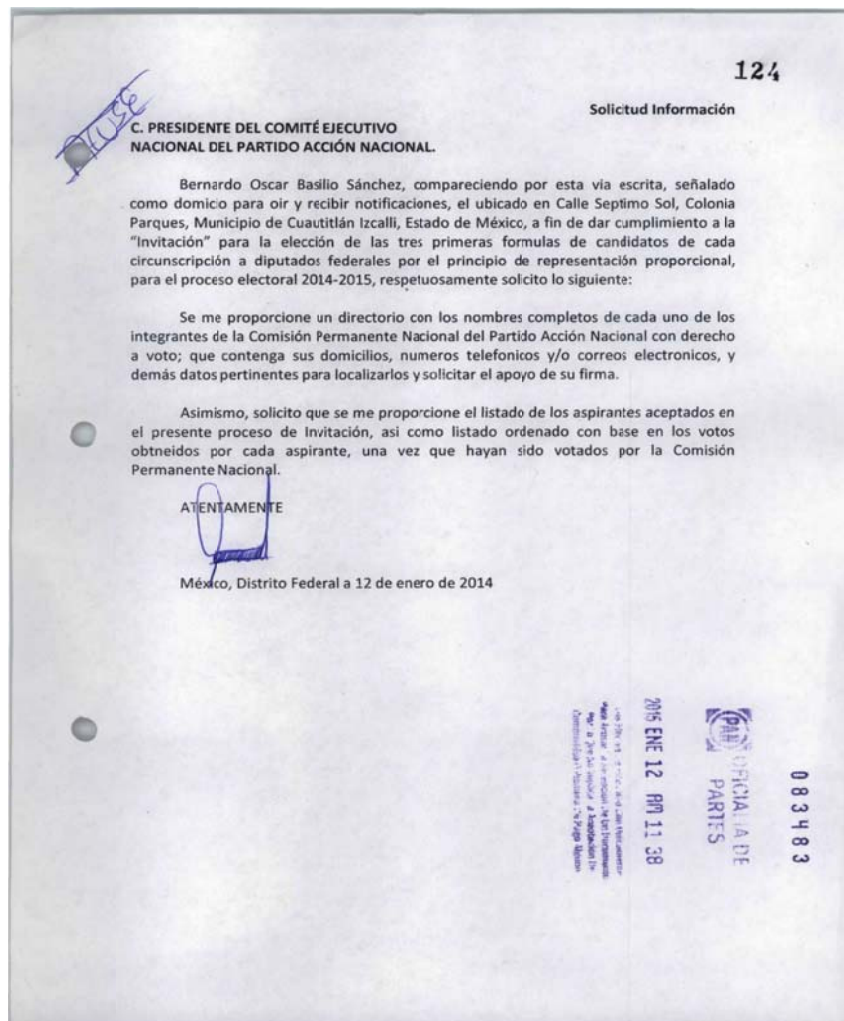 124
Solicitud Información
ACUSE
C. PRESIDENTE DEL COMITÉ EJECUTIVO
NACIONAL DEL PARTIDO ACCIÓN NACIONAL.
Bernardo Oscar Basilio Sánchez, compareciendo por esta via escrita, señalado
como domicio para oir y recibir notificaciones, el ubicado en Calle Septimo Sol, Colonia
Parques, Municipio de Cuautitlán Izcalli, Estado de México, a fin de dar cumplimiento a la
"Invitación" para la elección de las tres primeras formulas de candidatos de cada
circunscripción a diputados federales por el principio de representación proporcional,
para el proceso electoral 2014-2015, respetuosamente solicito lo siguiente:
Se me proporcione un directorio con los nombres completos de cada uno de los
integrantes de la Comisión Permanente Nacional del Partido Acción Nacional con derecho
a voto; que contenga sus domicilios, numeros telefonicos y/o correos electronicos, y
demás datos pertinentes para localizarlos y solicitar el apoyo de su firma.
Asimismo, solicito que se me proporcione el listado de los aspirantes aceptados en
el presente proceso de Invitación, asi como listado ordenado con base en los votos
obtneidos por cada aspirante, una vez que hayan sido votados por la Comisión
Permanente Nacional.
ATENTAMENTE
México, Distrito Federal a 12 de enero de 2014
083483
PAN OFICIALIA DE
PARTES
2015 ENE 12 AM 11 38